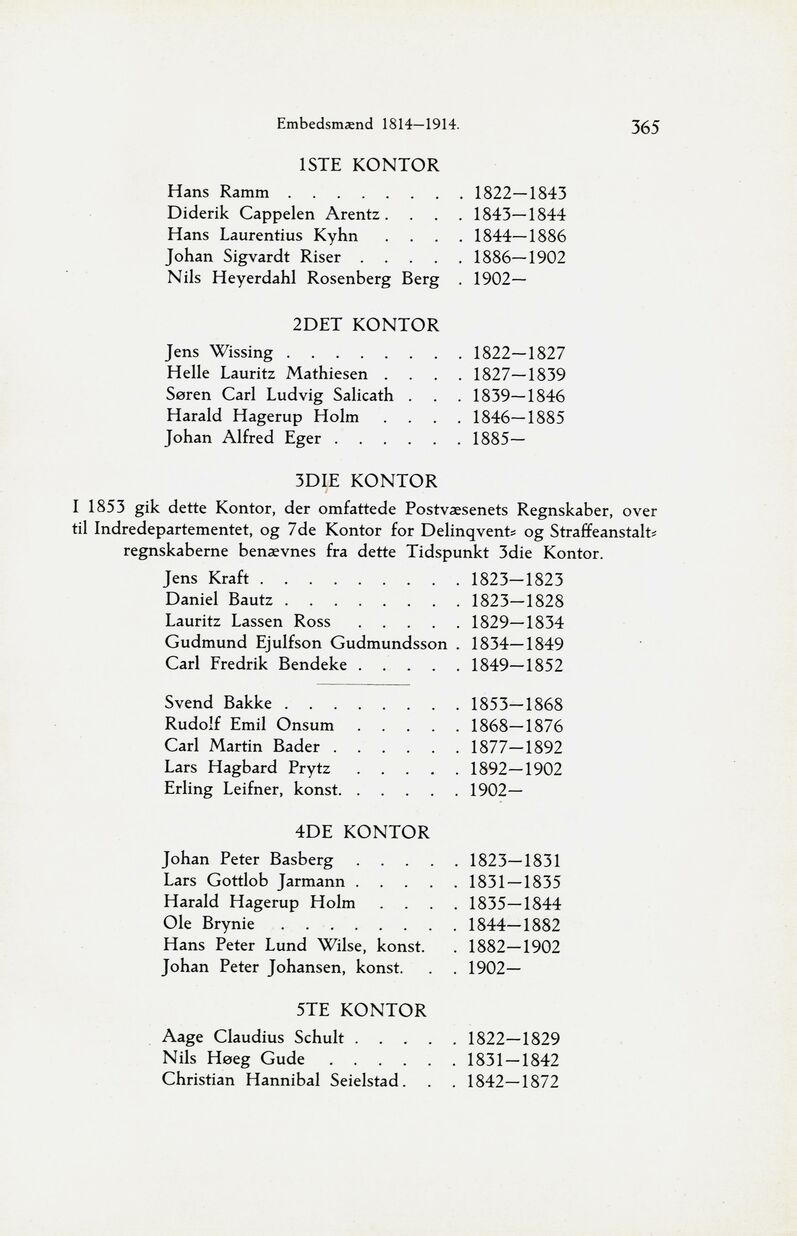 Embedsmænd 1814—1914. 365
1STE KONTOR
Hans Ramm . . . . . . . . 1822—1843
Diderik Cappelen Arentz . . . . 1843—1844
Hans Laurentius Kyhn . . . . 1844—1886
Johan Sigvardt Riser . . . . . 1886—1902
Nils Heyerdahl Rosenberg Berg . 1902—
2DET KONTOR
Jens Wissing . . . . . . . . 1822—1827
Helle Lauritz Mathiesen . . . . 1827—1839
Søren Carl Ludvig Salicath . . . 1839—1846
Harald Hagerup Holm . . . . 1846—1885
Johan Alfred Eger . . . . . . 1885—
3DIE KONTOR
I 1853 gik dette Kontor, der omfattede Postvæsenets Regnskaber, over
til Indredepartementet, og 7de Kontor for Delinqvent- og Straffeanstalt-
regnskaberne benævnes fra dette Tidspunkt 3die Kontor.
Jens Kraft . . . . . . . . . 1823—1823
Daniel Bautz . . . . . . . . 1823—1828
Lauritz Lassen Ross . . . . . 1829—1834
Gudmund Ejulfson Gudmundsson . 1834—1849
Carl Fredrik Bendeke . . . . . 1849—1852
Svend Bakke . . . . . . . . 1853—1868
Rudolf Emil Onsum . . . . . 1868—1876
Carl Martin Bader . . . . . . 1877—1892
Lars Hagbard Prytz . . . . . 1892—1902
Erling Leifner, konst. . . . . . 1902—
4DE KONTOR
Johan Peter Basberg . . . . . 1823—1831
Lars Gottlob Jarmann . . . . . 1831—1835
Harald Hagerup Holm . . . . 1835—1844
Ole Brynie . . . . . . . . 1844—1882
Hans Peter Lund Wilse, konst. . 1882—1902
Johan Peter Johansen, konst. . . 1902—
5TE KONTOR
Aage Claudius Schult . . . . . 1822—1829
Nils Høeg Gude . . . . . . 1831—1842
Christian Hannibal Seielstad . . . 1842—1872